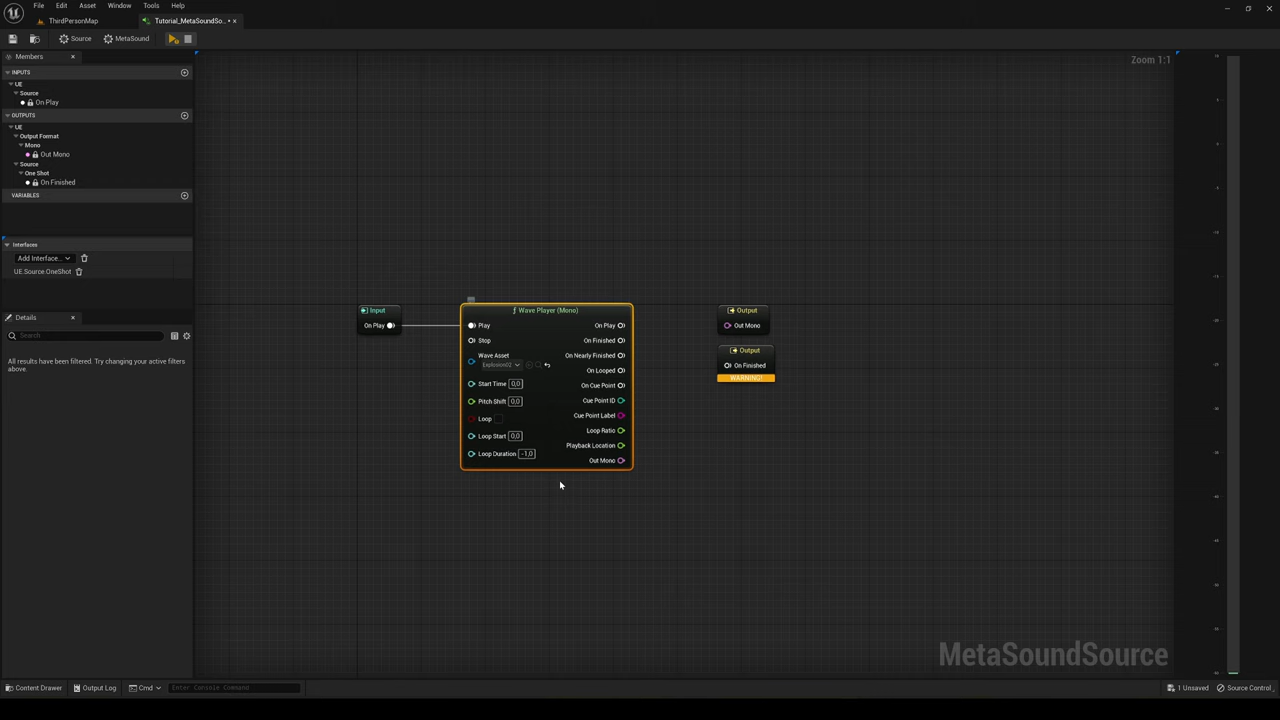 File Edit Asset Window Tools Help
ThirdPersonMap
Tutorial_MetaSoundSo.. •
Source
MetaSound
Members
INPUTS
UE
Source
On Play
OUTPUTS
UE
Output Format
Mono
Out Mono
Source
One Shot
On Finished
VARIABLES
Interfaces
Add Interface..
UE.Source.OneShot
Details
Search
All results have been filtered. Try changing your active filters
above.
Zoom 1:1
Input
On Play
Wave Player (Mono)
Play
Stop
Wave Asset
Explosion02
Start Time 0,0
Pitch Shift 0,0
Loop
Loop Start 0,0
Loop Duration -1,0
On Play
On Finished
On Nearly Finished
On Looped
On Cue Point
Cue Point ID
Cue Point Label
Loop Ratio
Playback Location
Out Mono
Output
Out Mono
Output
On Finished
WARNING!
MetaSoundSource
Content Drawer
Output Log
Cmd
Enter Console Command
1 Unsaved
Source Control